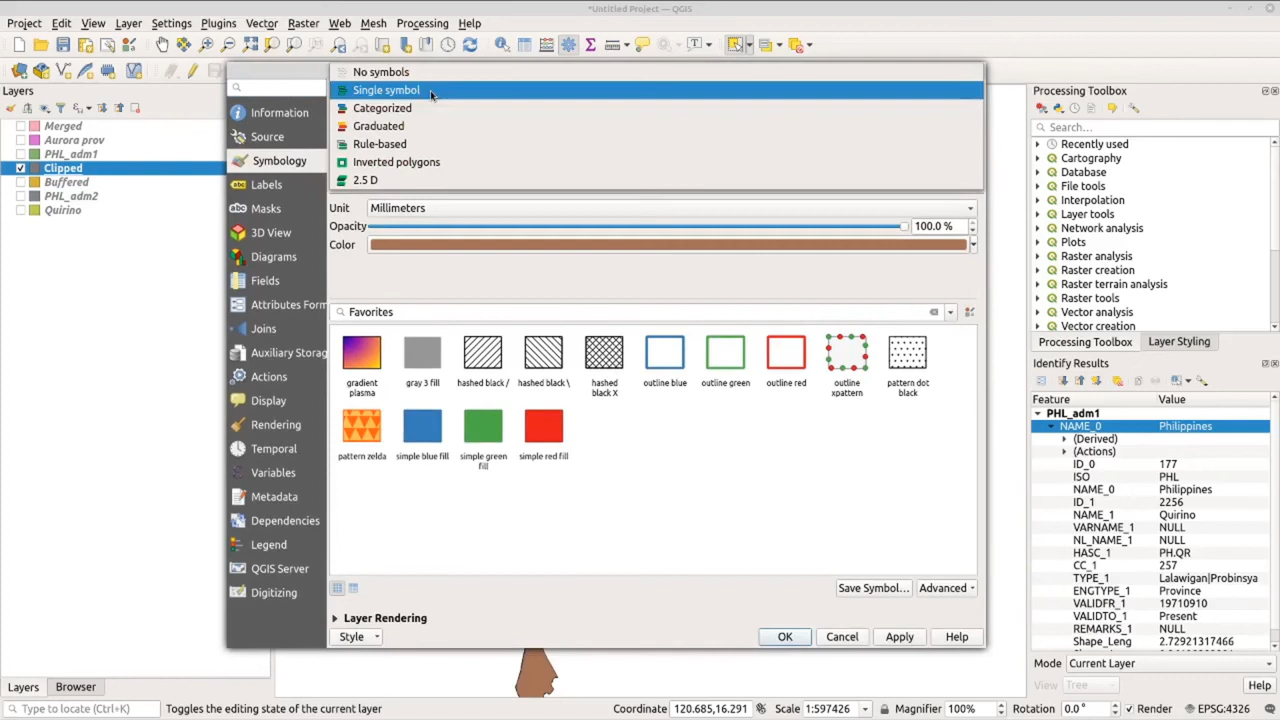 *Untitled Project — QGIS
Project Edit View Layer Settings Plugins Vector Raster Database Web Mesh Processing Help
Layers
Merged
Aurora prov
PHL_adm1
Clipped
Buffered
PHL_adm2
Quirino
Layers Browser
Information
Source
Symbology
Labels
Masks
3D View
Diagrams
Fields
Attributes Form
Joins
Auxiliary Storag
Actions
Display
Rendering
Temporal
Variables
Metadata
Dependencies
Legend
QGIS Server
Digitizing
No symbols
Single symbol
Categorized
Graduated
Rule-based
Inverted polygons
2.5 D
Unit Millimeters
Opacity 100.0 %
Color
Favorites
gradient plasma
gray 3 fill
hashed black /
hashed black \
hashed black X
outline blue
outline green
outline red
outline xpattern
pattern dot black
pattern zelda
simple blue fill
simple green fill
simple red fill
Save Symbol... Advanced
Layer Rendering
Style OK Cancel Apply Help
Processing Toolbox
Search...
Recently used
Cartography
Database
File tools
Interpolation
Layer tools
Network analysis
Plots
Raster analysis
Raster creation
Raster terrain analysis
Raster tools
Vector analysis
Vector creation
Processing Toolbox Layer Styling
Identify Results
Feature Value
PHL_adm1
NAME_0 Philippines
(Derived)
(Actions)
ID_0 177
ISO PHL
NAME_0 Philippines
ID_1 2256
NAME_1 Quirino
VARNAME_1 NULL
NL_NAME_1 NULL
HASC_1 PH.QR
CC_1 257
TYPE_1 Lalawigan|Probinsya
ENGTYPE_1 Province
VALIDFR_1 19710910
VALIDTO_1 Present
REMARKS_1 NULL
Shape_Leng 2.72921317466
Mode Current Layer
View Tree Help
Type to locate (Ctrl+K) Toggles the editing state of the current layer Coordinate 120.685,16.291 Scale 1:597426 Magnifier 100% Rotation 0.0 ° Render EPSG:4326